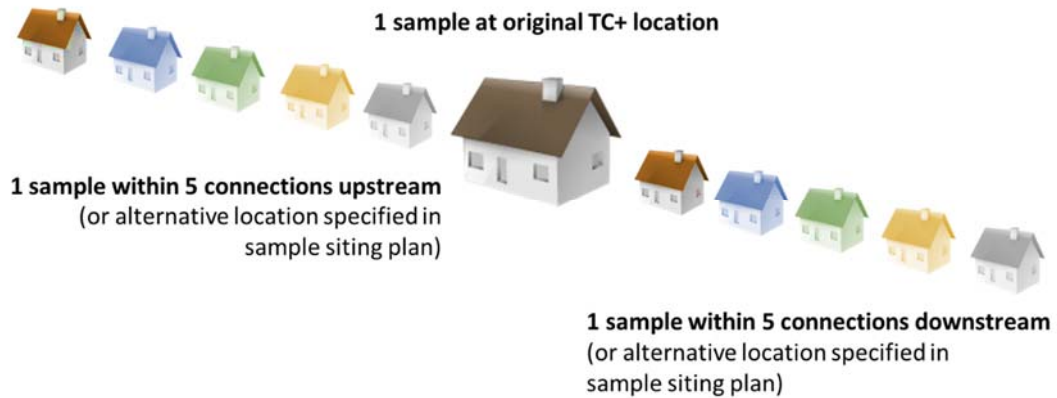 1 sample at original TC+ location
1 sample within 5 connections upstream
(or alternative location specified in
sample siting plan)
1 sample within 5 connections downstream
(or alternative location specified in
sample siting plan)